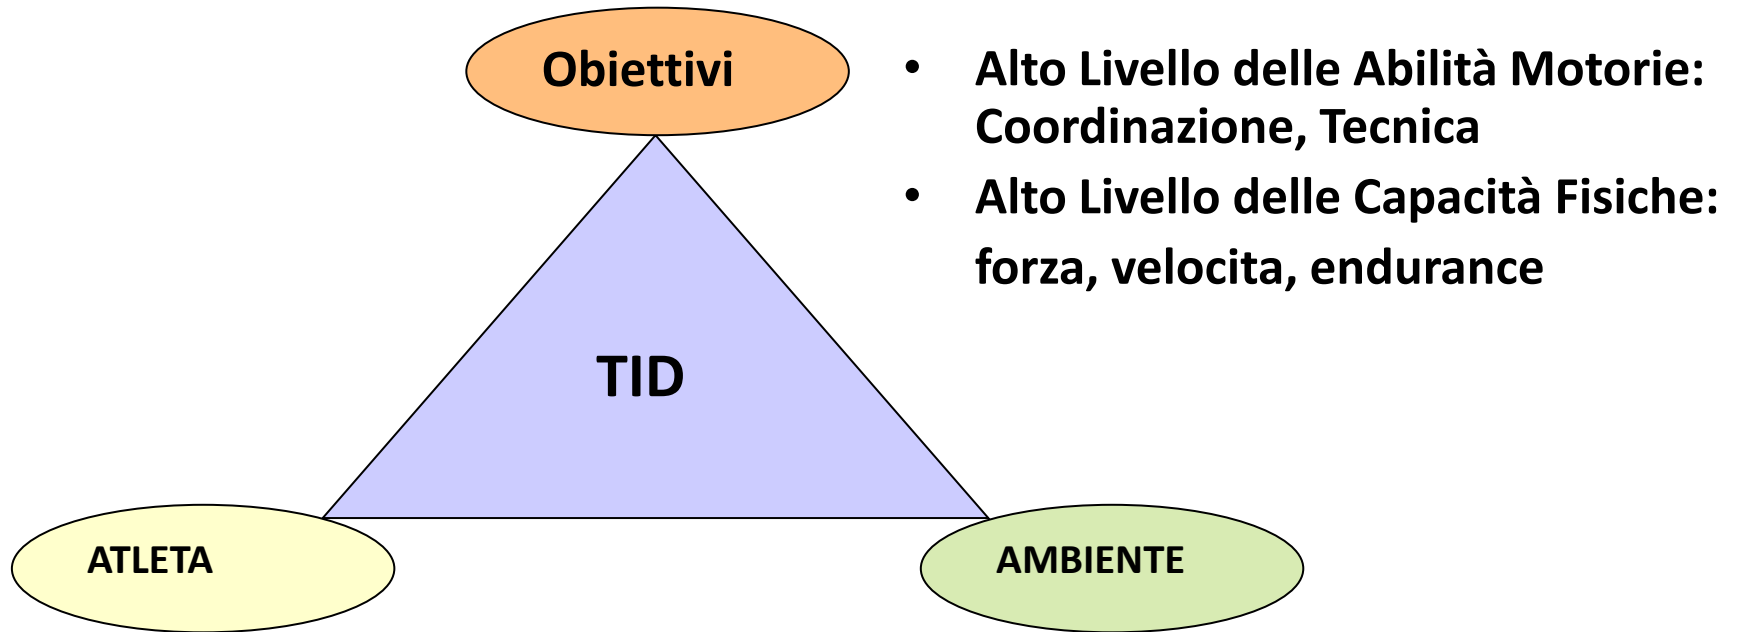 Obiettivi
• Alto Livello delle Abilità Motorie:
Coordinazione, Tecnica
• Alto Livello delle Capacità Fisiche:
forza, velocita, endurance
TID
ATLETA
AMBIENTE